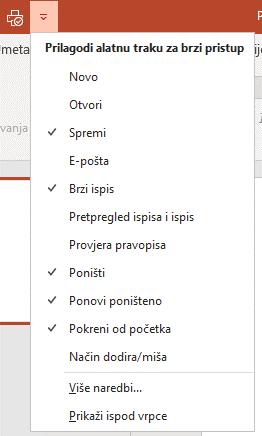 Prilagodi alatnu traku za brzi pristup
Novo
Otvori
Spremi
E-pošta
Brzi ispis
Pretpregled ispisa i ispis
Provjera pravopisa
Poništi
Ponovi poništeno
Pokreni od početka
Način dodira/miša
Više naredbi...
Prikaži ispod vrpce